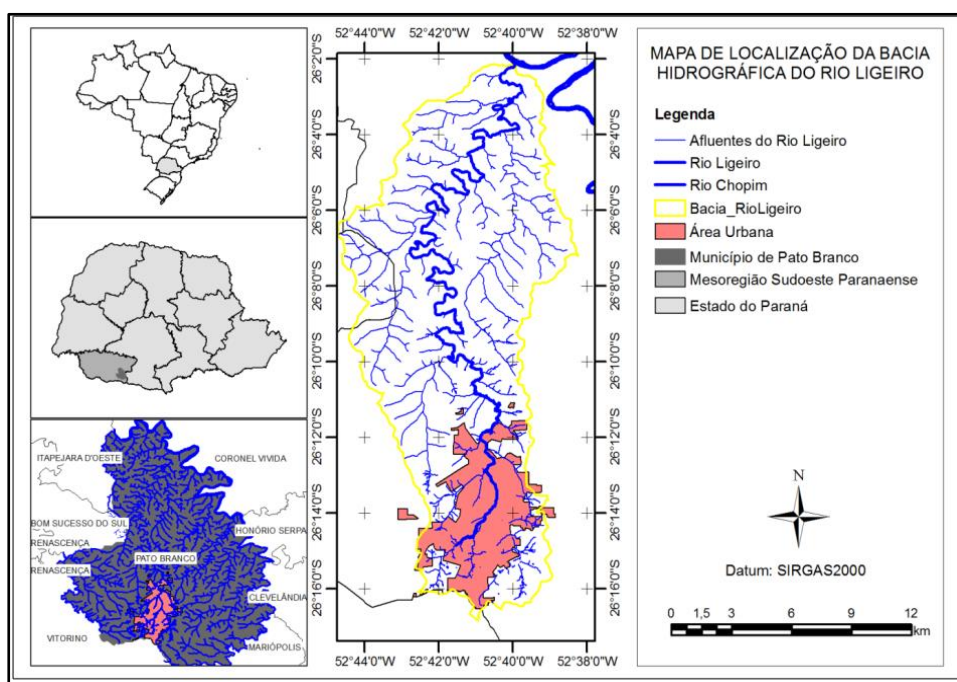 52°44'0"W 52°42'0"W 52°40'0"W 52°38'0"W
26°2'0"S
26°4'0"S
26°6'0"S
26°8'0"S
26°10'0"S
26°12'0"S
26°14'0"S
26°16'0"S
52°44'0"W 52°42'0"W 52°40'0"W 52°38'0"W
ITAPEJARA D'OESTE
CORONEL VIVIDA
BOM SUCESSO DO SUL
HONÓRIO SERPA
RENASCENÇA
PATO BRANCO
RENASCENÇA
CLEVELÂNDIA
VITORINO
MARIÓPOLIS
MAPA DE LOCALIZAÇÃO DA BACIA
HIDROGRÁFICA DO RIO LIGEIRO
Legenda
Afluentes do Rio Ligeiro
Rio Ligeiro
Rio Chopim
Bacia_RioLigeiro
Área Urbana
Município de Pato Branco
Mesoregião Sudoeste Paranaense
Estado do Paraná
N
Datum: SIRGAS2000
0 1,5 3 6 9 12
km